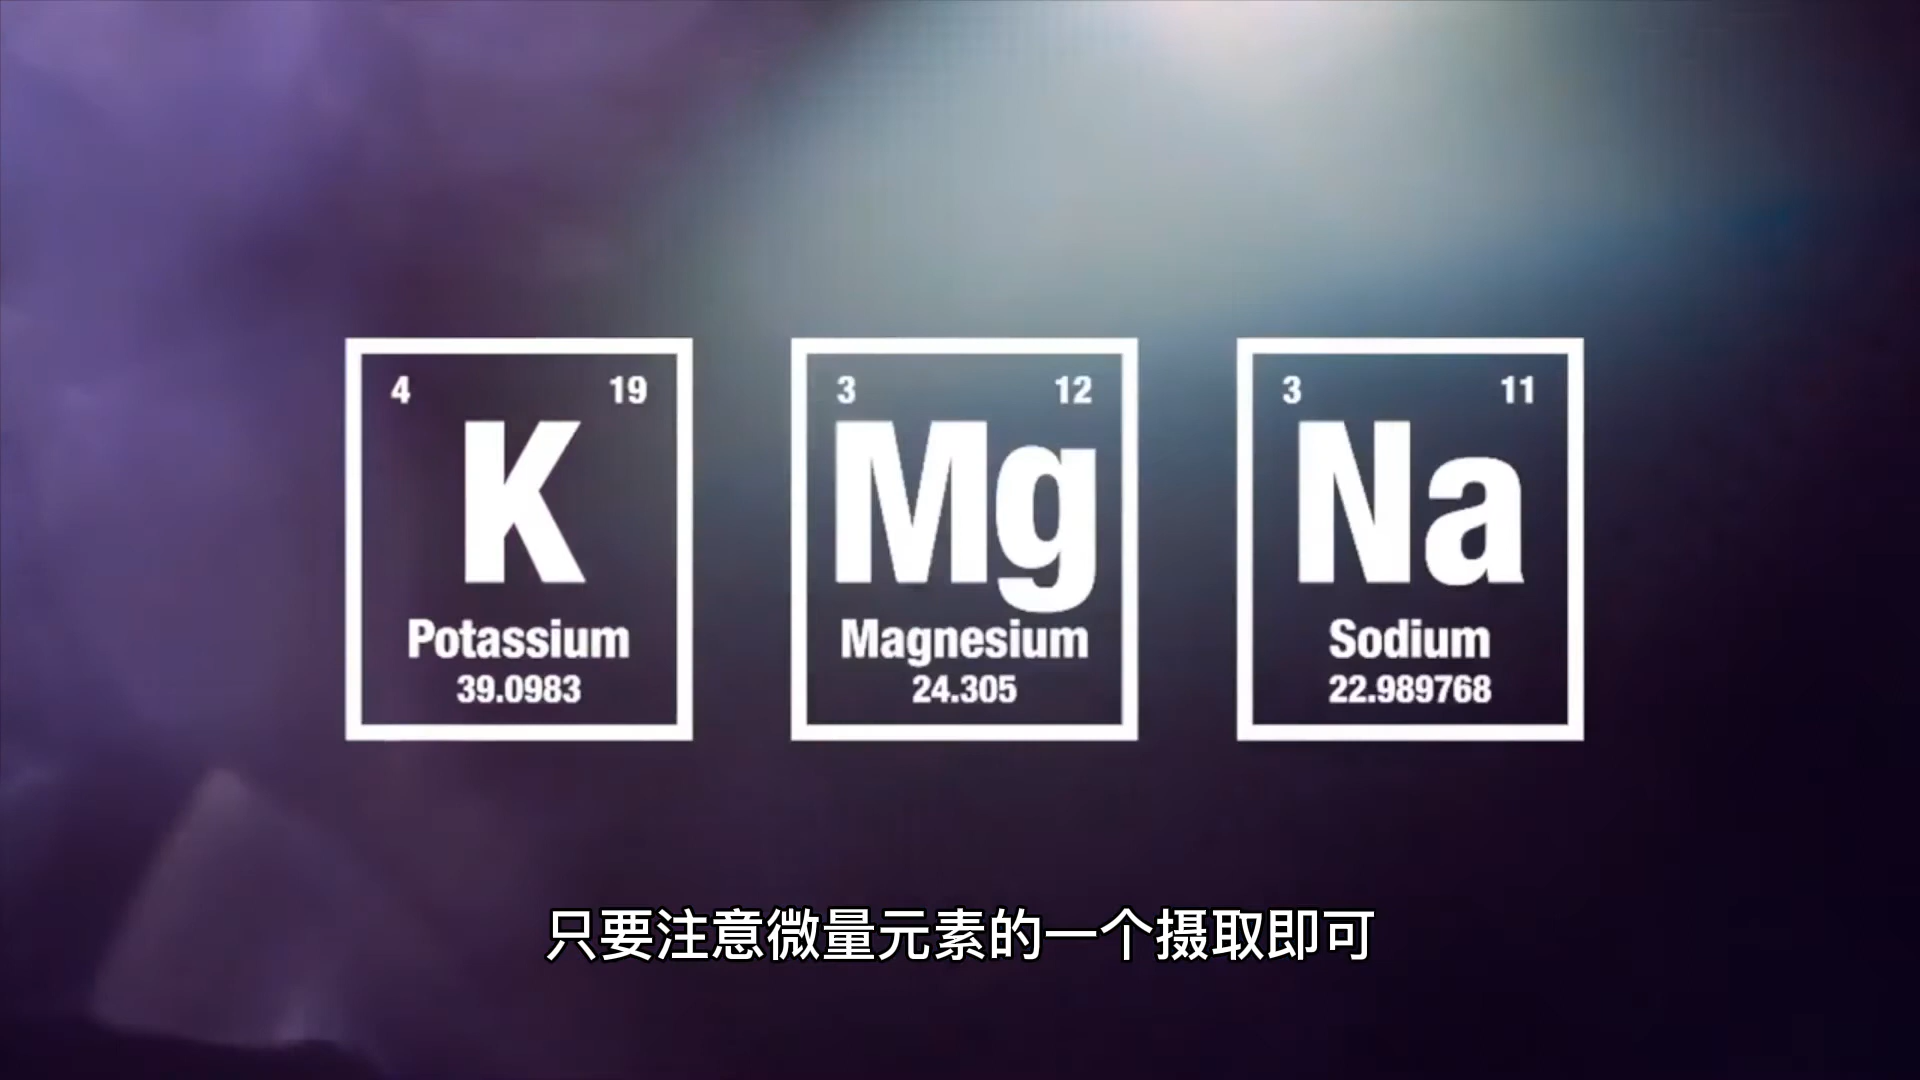 4 19
K
Potassium
39.0983
3 12
Mg
Magnesium
24.305
3 11
Na
Sodium
22.989768
只要注意微量元素的一个摄取即可